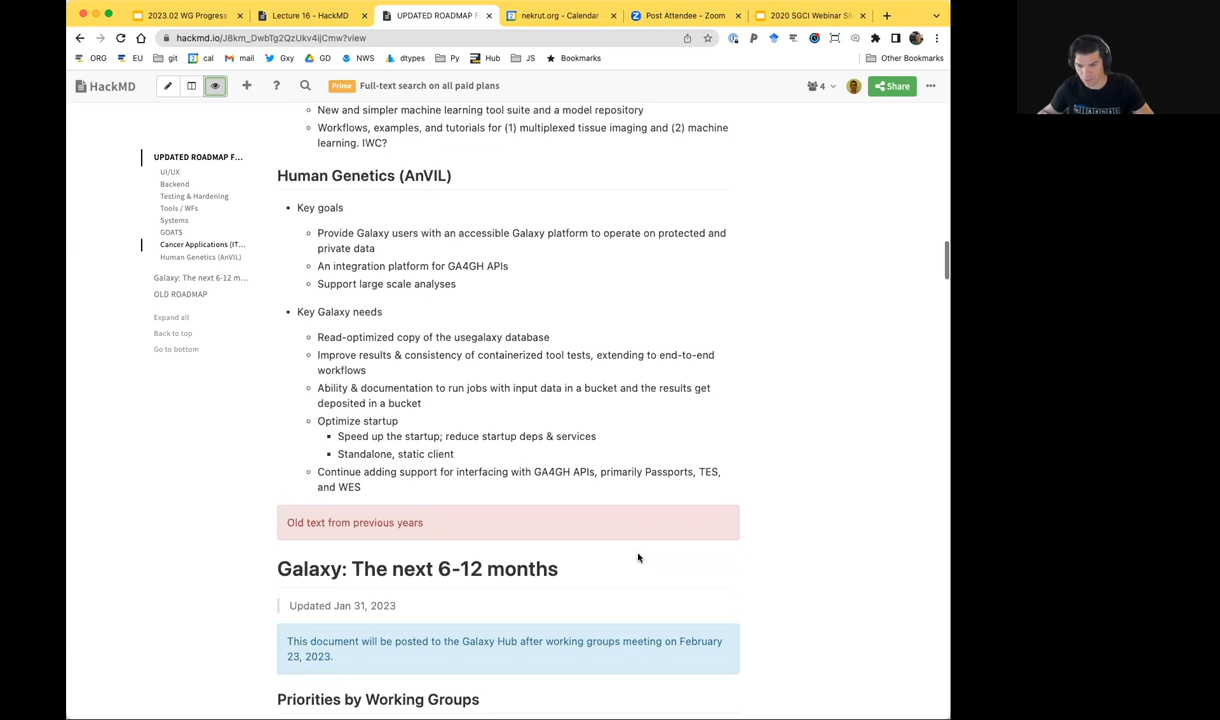 2023.02 WG Progress
Lecture 16 - HackMD
UPDATED ROADMAP F
nekrut.org - Calendar
Post Attendee - Zoom
2020 SGCI Webinar Sli
hackmd.io/J8km_DwbTg2QzUkv4ijCmw?view
ORG
EU
git
cal
mail
Gxy
GD
NWS
dtypes
Py
Hub
JS
Bookmarks
Other Bookmarks
HackMD
Prime
Full-text search on all paid plans
4
Share
New and simpler machine learning tool suite and a model repository
Workflows, examples, and tutorials for (1) multiplexed tissue imaging and (2) machine
learning. IWC?
UPDATED ROADMAP F...
UI/UX
Backend
Testing & Hardening
Tools / WFs
Systems
GOATS
Cancer Applications (IT...
Human Genetics (AnVIL)
Galaxy: The next 6-12 m...
OLD ROADMAP
Expand all
Back to top
Go to bottom
Human Genetics (AnVIL)
Key goals
Provide Galaxy users with an accessible Galaxy platform to operate on protected and
private data
An integration platform for GA4GH APIs
Support large scale analyses
Key Galaxy needs
Read-optimized copy of the usegalaxy database
Improve results & consistency of containerized tool tests, extending to end-to-end
workflows
Ability & documentation to run jobs with input data in a bucket and the results get
deposited in a bucket
Optimize startup
Speed up the startup; reduce startup deps & services
Standalone, static client
Continue adding support for interfacing with GA4GH APIs, primarily Passports, TES,
and WES
Old text from previous years
Galaxy: The next 6-12 months
Updated Jan 31, 2023
This document will be posted to the Galaxy Hub after working groups meeting on February
23, 2023.
Priorities by Working Groups